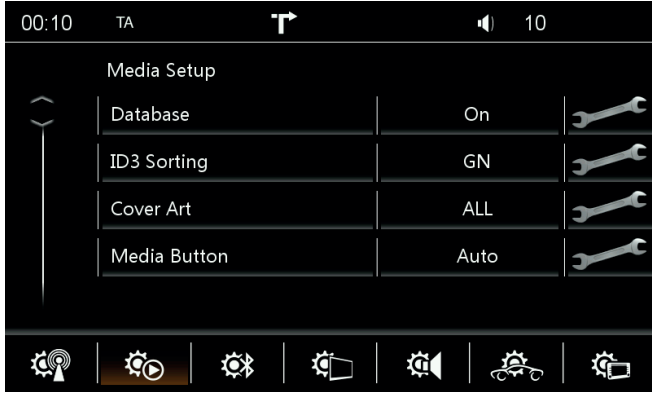 00:10 TA 10
Media Setup
Database On
ID3 Sorting GN
Cover Art ALL
Media Button Auto